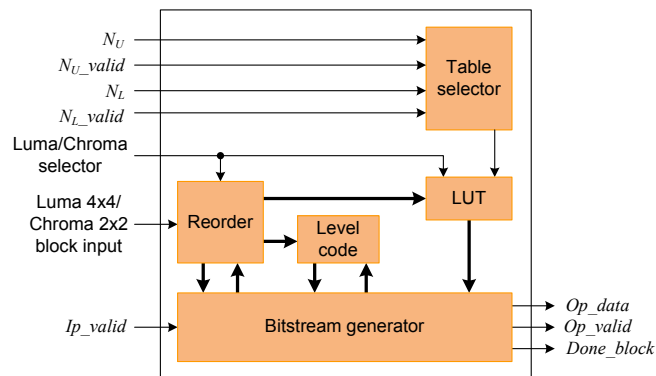 N_U
N_U_valid
N_L
N_L_valid
Table
selector
Luma/Chroma
selector
Luma 4x4/
Chroma 2x2
block input
Reorder
Level
code
LUT
Ip_valid
Bitstream generator
Op_data
Op_valid
Done_block